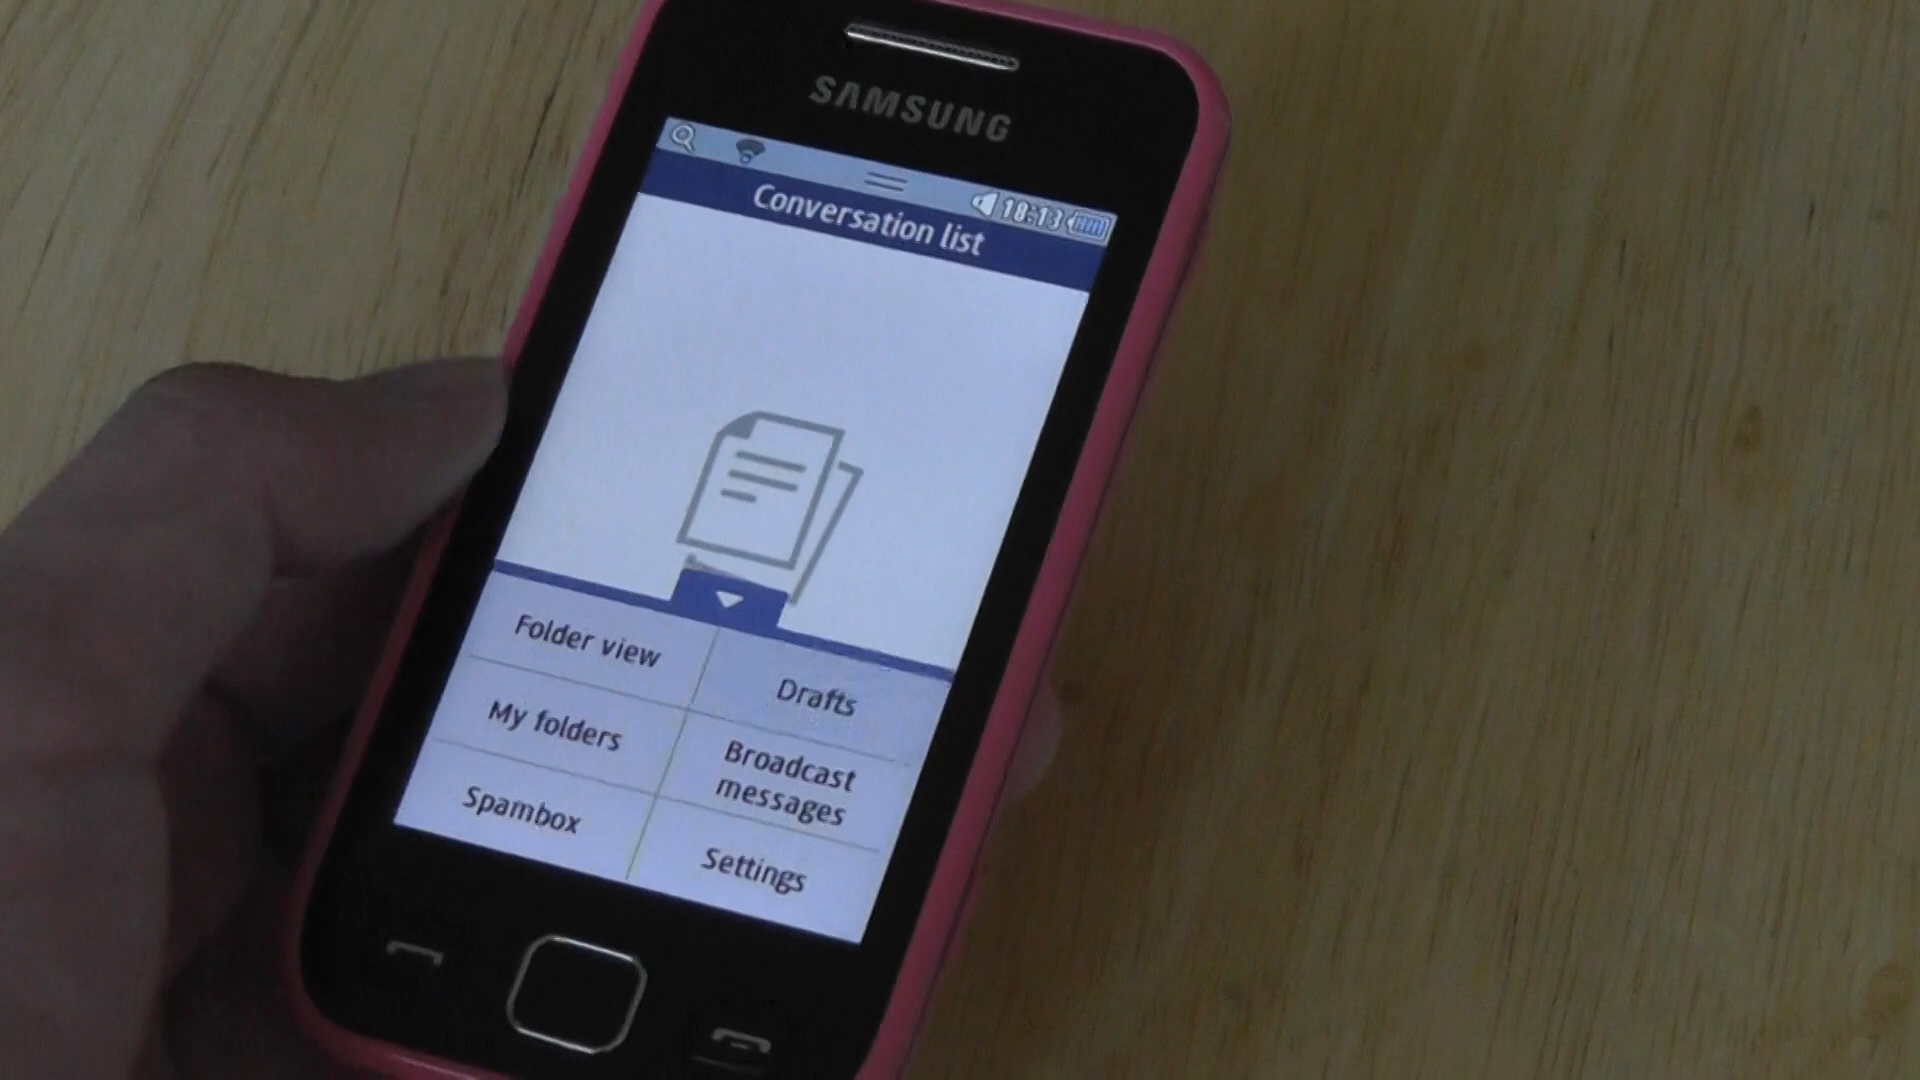 SAMSUNG
18:13
Conversation list
Folder view
Drafts
My folders
Broadcast
messages
Spambox
Settings